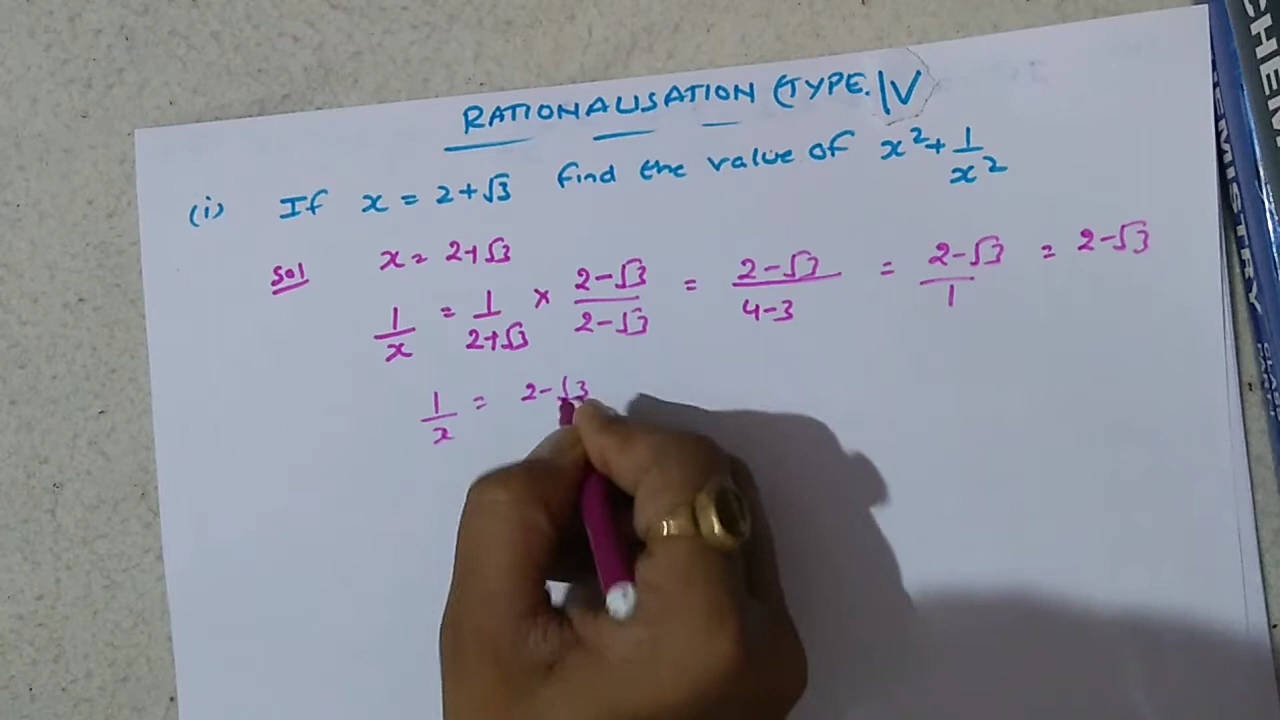 RATIONALISATION (TYPE. IV
(i) If x = 2+√3 find the value of x² + 1/x²
Sol x = 2+√3
1/x = 1/2+√3 × 2-√3/2-√3 = 2-√3/4-3 = 2-√3/1 = 2-√3
1/x = 2-√3
CHEMISTRY